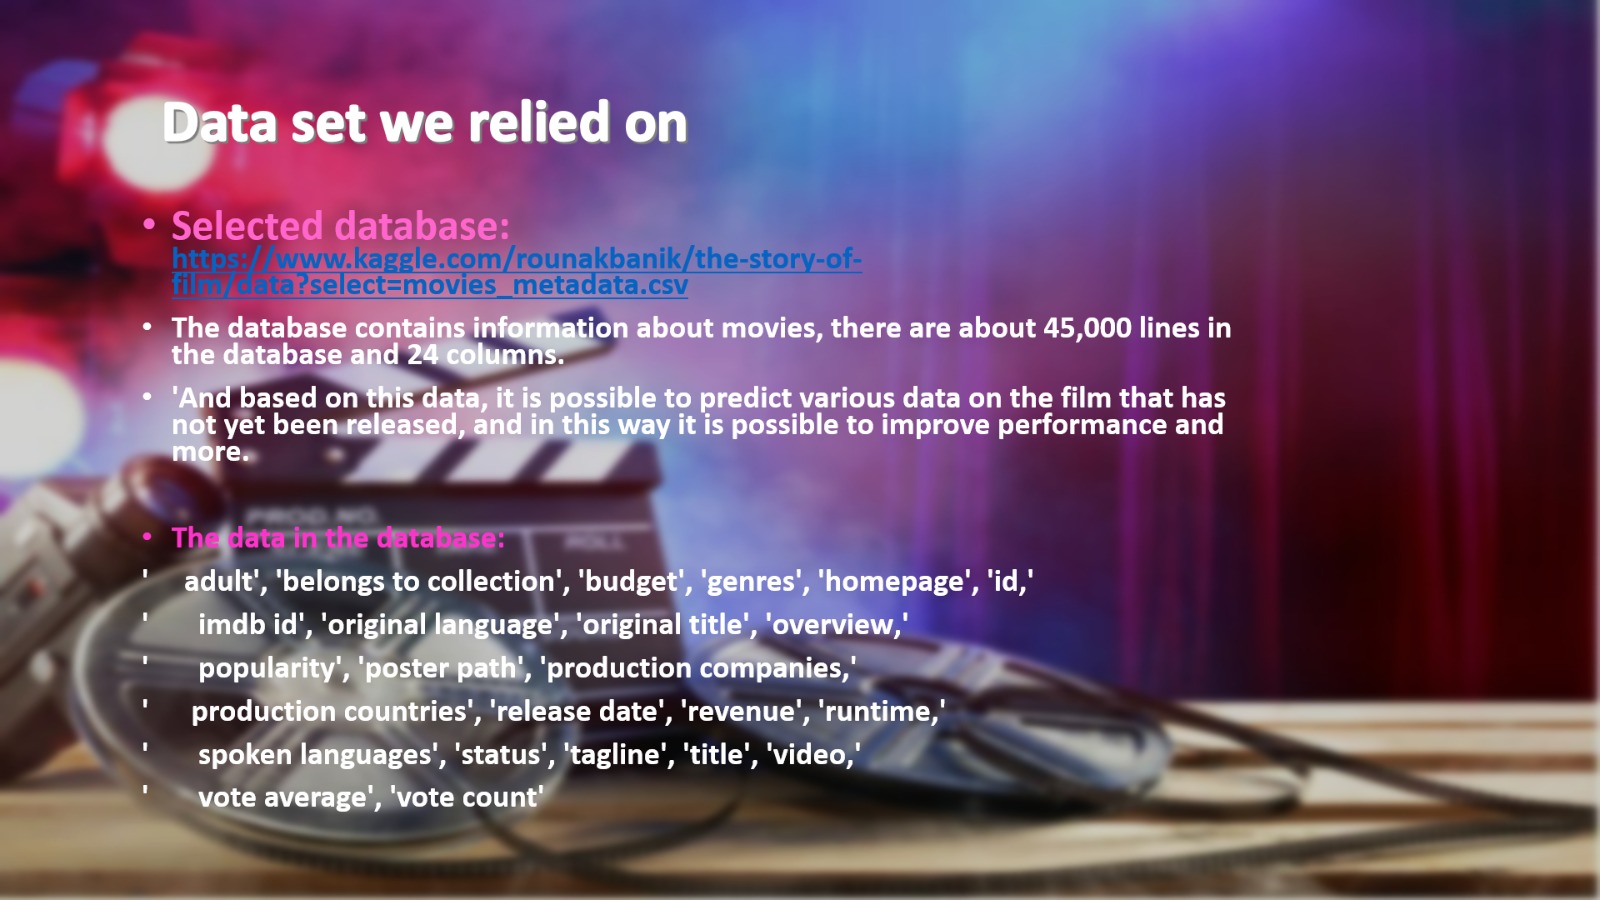 Data set we relied on
• Selected database:
https://www.kaggle.com/rounakbanik/the-story-of-
film/data?select=movies_metadata.csv
• The database contains information about movies, there are about 45,000 lines in
the database and 24 columns.
• 'And based on this data, it is possible to predict various data on the film that has
not yet been released, and in this way it is possible to improve performance and
more.
PROD.NO.
ROLL
• The data in the database:
' adult', 'belongs to collection', 'budget', 'genres', 'homepage', 'id,'
' imdb id', 'original language', 'original title', 'overview,'
' popularity', 'poster path', 'production companies,'
' production countries', 'release date', 'revenue', 'runtime,'
' spoken languages', 'status', 'tagline', 'title', 'video,'
' vote average', 'vote count'